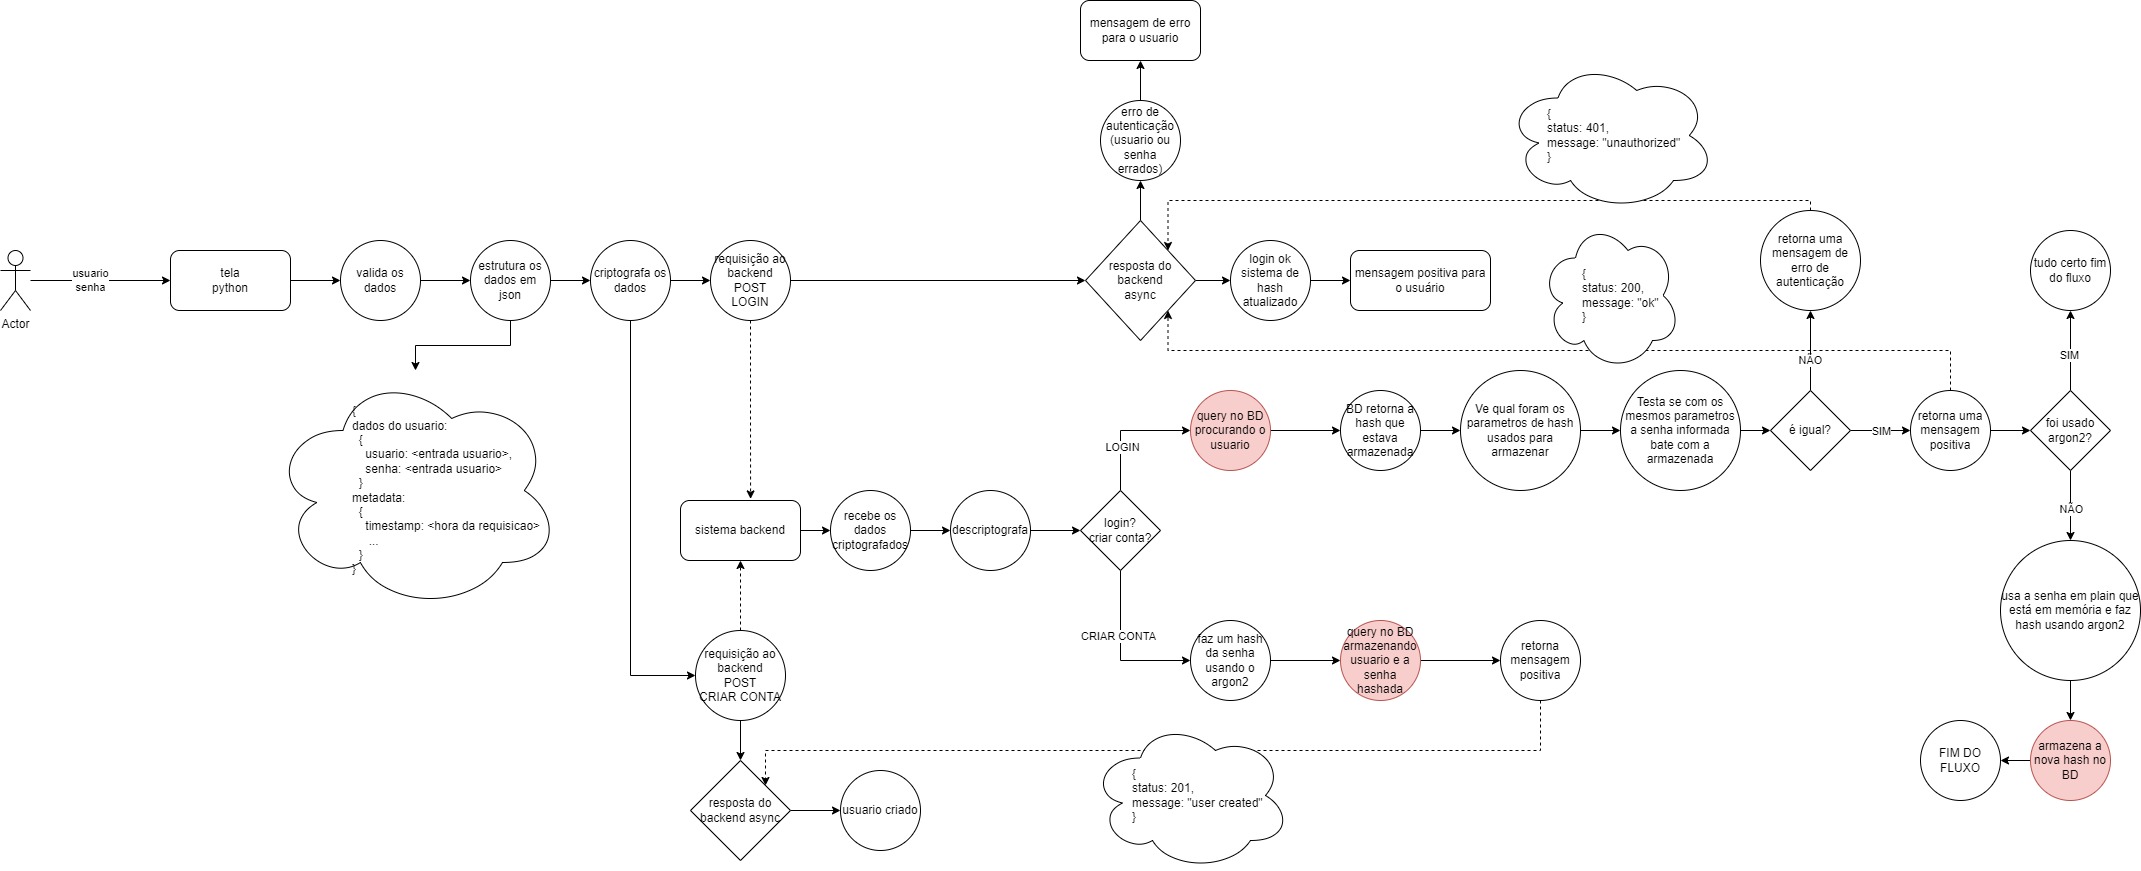 mensagem de erro
para o usuario
erro de
autenticação
(usuario ou
senha
errados)
{
status: 401,
message: "unauthorized"
}
Actor
usuario
senha
tela
python
valida os
dados
estrutura os
dados em
json
criptografa os
dados
requisição ao
backend
POST
LOGIN
resposta do
backend
async
login ok
sistema de
hash
atualizado
mensagem positiva para
o usuário
{
status: 200,
message: "ok"
}
retorna uma
mensagem de
erro de
autenticação
tudo certo fim
do fluxo
NÃO
SIM
{
dados do usuario:
{
usuario: <entrada usuario>,
senha: <entrada usuario>
}
metadata:
{
timestamp: <hora da requisicao>
...
}
}
LOGIN
query no BD
procurando o
usuario
BD retorna a
hash que
estava
armazenada
Ve qual foram os
parametros de hash
usados para
armazenar
Testa se com os
mesmos parametros
a senha informada
bate com a
armazenada
é igual?
SIM
retorna uma
mensagem
positiva
foi usado
argon2?
NÃO
sistema backend
recebe os
dados
criptografados
descriptografa
login?
criar conta?
usa a senha em plain que
está em memória e faz
hash usando argon2
CRIAR CONTA
faz um hash
da senha
usando o
argon2
query no BD
armazenando
usuario e a
senha
hashada
retorna
mensagem
positiva
requisição ao
backend
POST
CRIAR CONTA
armazena a
nova hash no
BD
FIM DO
FLUXO
resposta do
backend async
usuario criado
{
status: 201,
message: "user created"
}